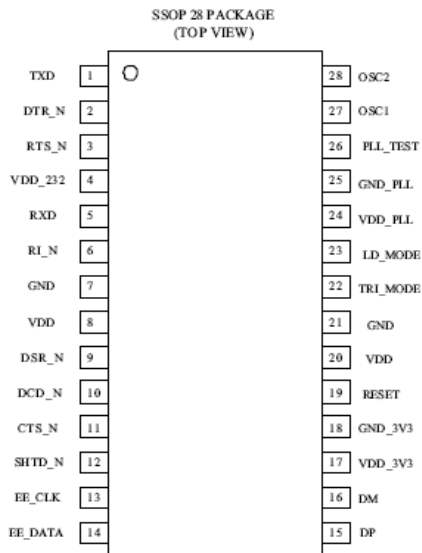 SSOP 28 PACKAGE
(TOP VIEW)
TXD 1 28 OSC2
DTR_N 2 27 OSC1
RTS_N 3 26 PLL_TEST
VDD_232 4 25 GND_PLL
RXD 5 24 VDD_PLL
RI_N 6 23 LD_MODE
GND 7 22 TRI_MODE
VDD 8 21 GND
DSR_N 9 20 VDD
DCD_N 10 19 RESET
CTS_N 11 18 GND_3V3
SHTD_N 12 17 VDD_3V3
EE_CLK 13 16 DM
EE_DATA 14 15 DP